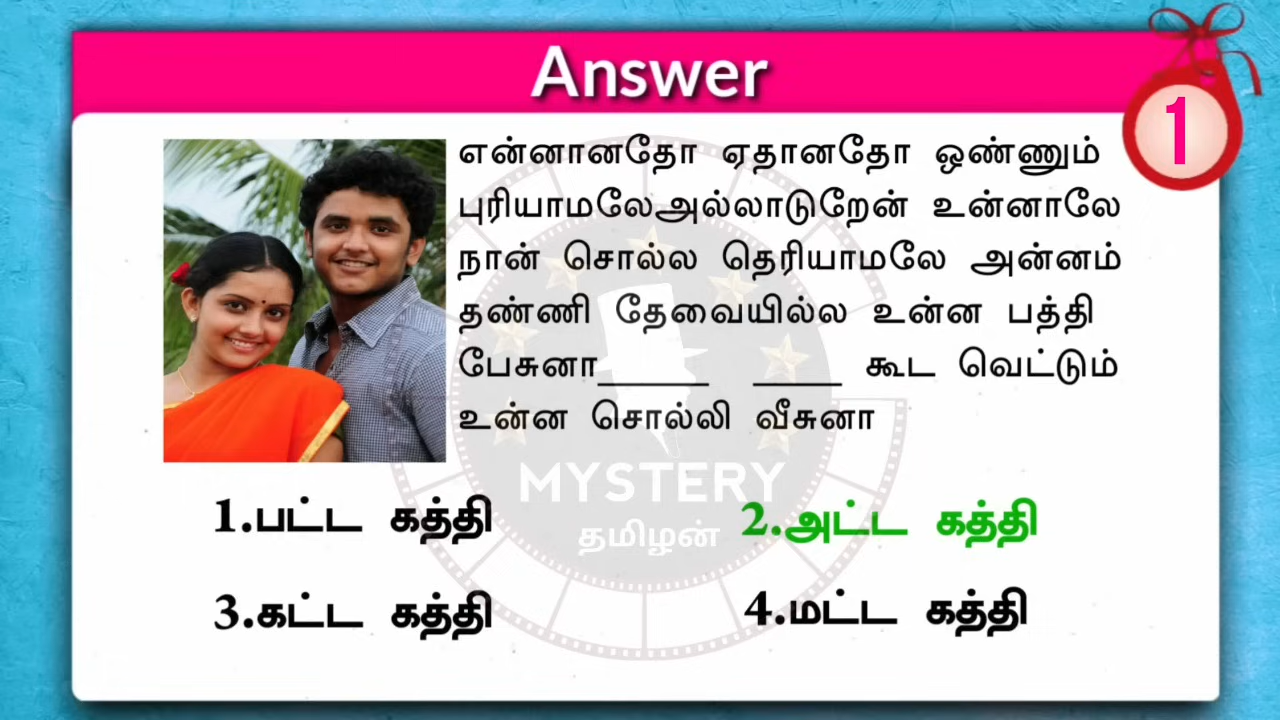 Answer
1
என்னானதோ ஏதானதோ ஒண்ணும்
புரியாமலேஅல்லாடுறேன் உன்னாலே
நான் சொல்ல தெரியாமலே அன்னம்
தண்ணி தேவையில்ல உன்ன பத்தி
பேசுனா_____ ____ கூட வெட்டும்
உன்ன சொல்லி வீசுனா
MYSTERY
தமிழன்
1.பட்ட கத்தி
2.அட்ட கத்தி
3.கட்ட கத்தி
4.மட்ட கத்தி